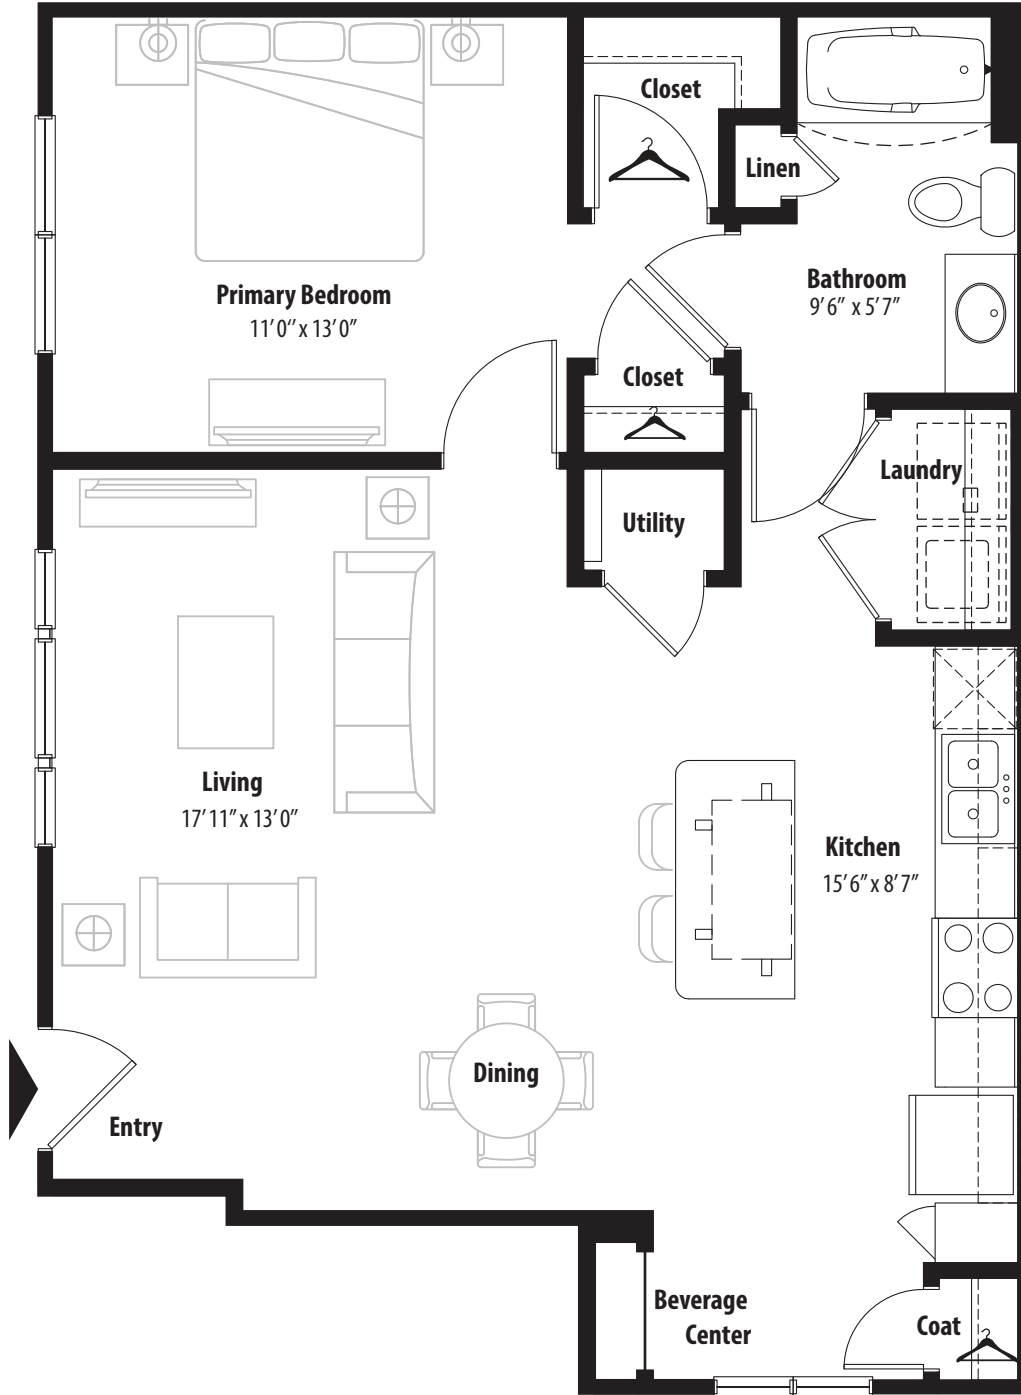 Closet
Linen
Primary Bedroom
11’0” x 13’0”
Bathroom
9’6” x 5’7”
Closet
Laundry
Utility
Living
17’11” x 13’0”
Kitchen
15’6” x 8’7”
Dining
Entry
Beverage
Center
Coat